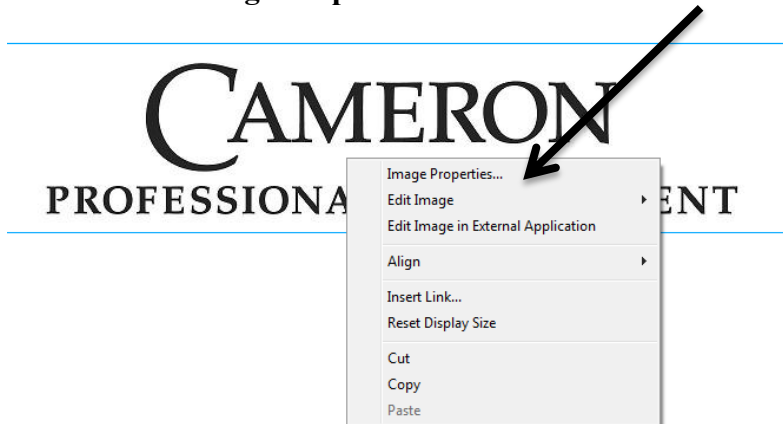 CAMERON
PROFESSIONA ENT
Image Properties...
Edit Image
Edit Image in External Application
Align
Insert Link...
Reset Display Size
Cut
Copy
Paste